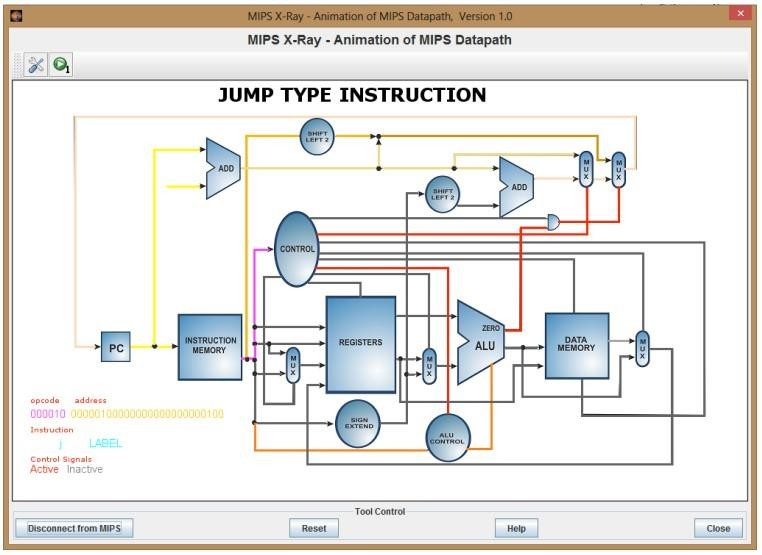 MIPS X-Ray - Animation of MIPS Datapath, Version 1.0
MIPS X-Ray - Animation of MIPS Datapath
1
JUMP TYPE INSTRUCTION
SHIFT
LEFT 2
ADD
MUX
MUX
SHIFT
LEFT 2
ADD
CONTROL
PC
INSTRUCTION
MEMORY
MUX
REGISTERS
MUX
ZERO
ALU
DATA
MEMORY
MUX
SIGN
EXTEND
ALU
CONTROL
opcode address
000010 00000100000000000000000100
Instruction
j LABEL
Control Signals
Active Inactive
Tool Control
Disconnect from MIPS Reset Help Close